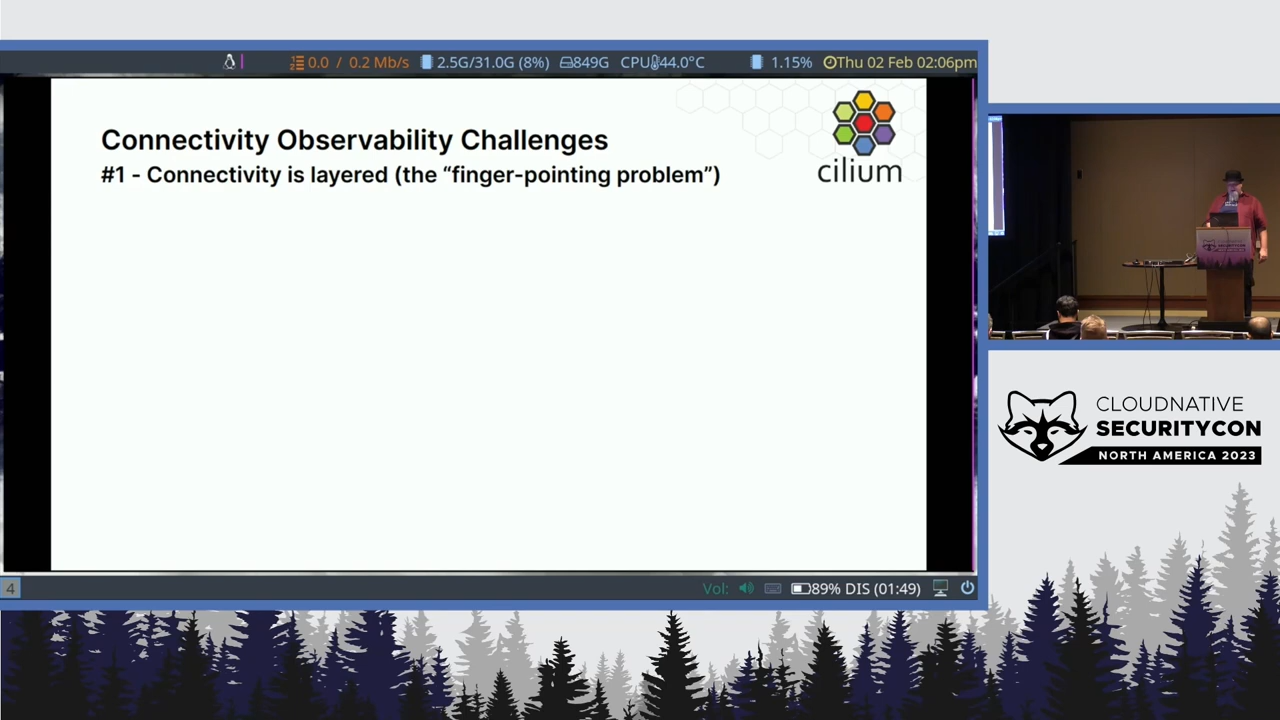 0.0 / 0.2 Mb/s 2.5G/31.0G (8%) 849G CPU 44.0°C 1.15% Thu 02 Feb 02:06pm
Connectivity Observability Challenges
#1 - Connectivity is layered (the “finger-pointing problem”)
cilium
4
Vol: 89% DIS (01:49)
CLOUDNATIVE
SECURITYCON
NORTH AMERICA 2023